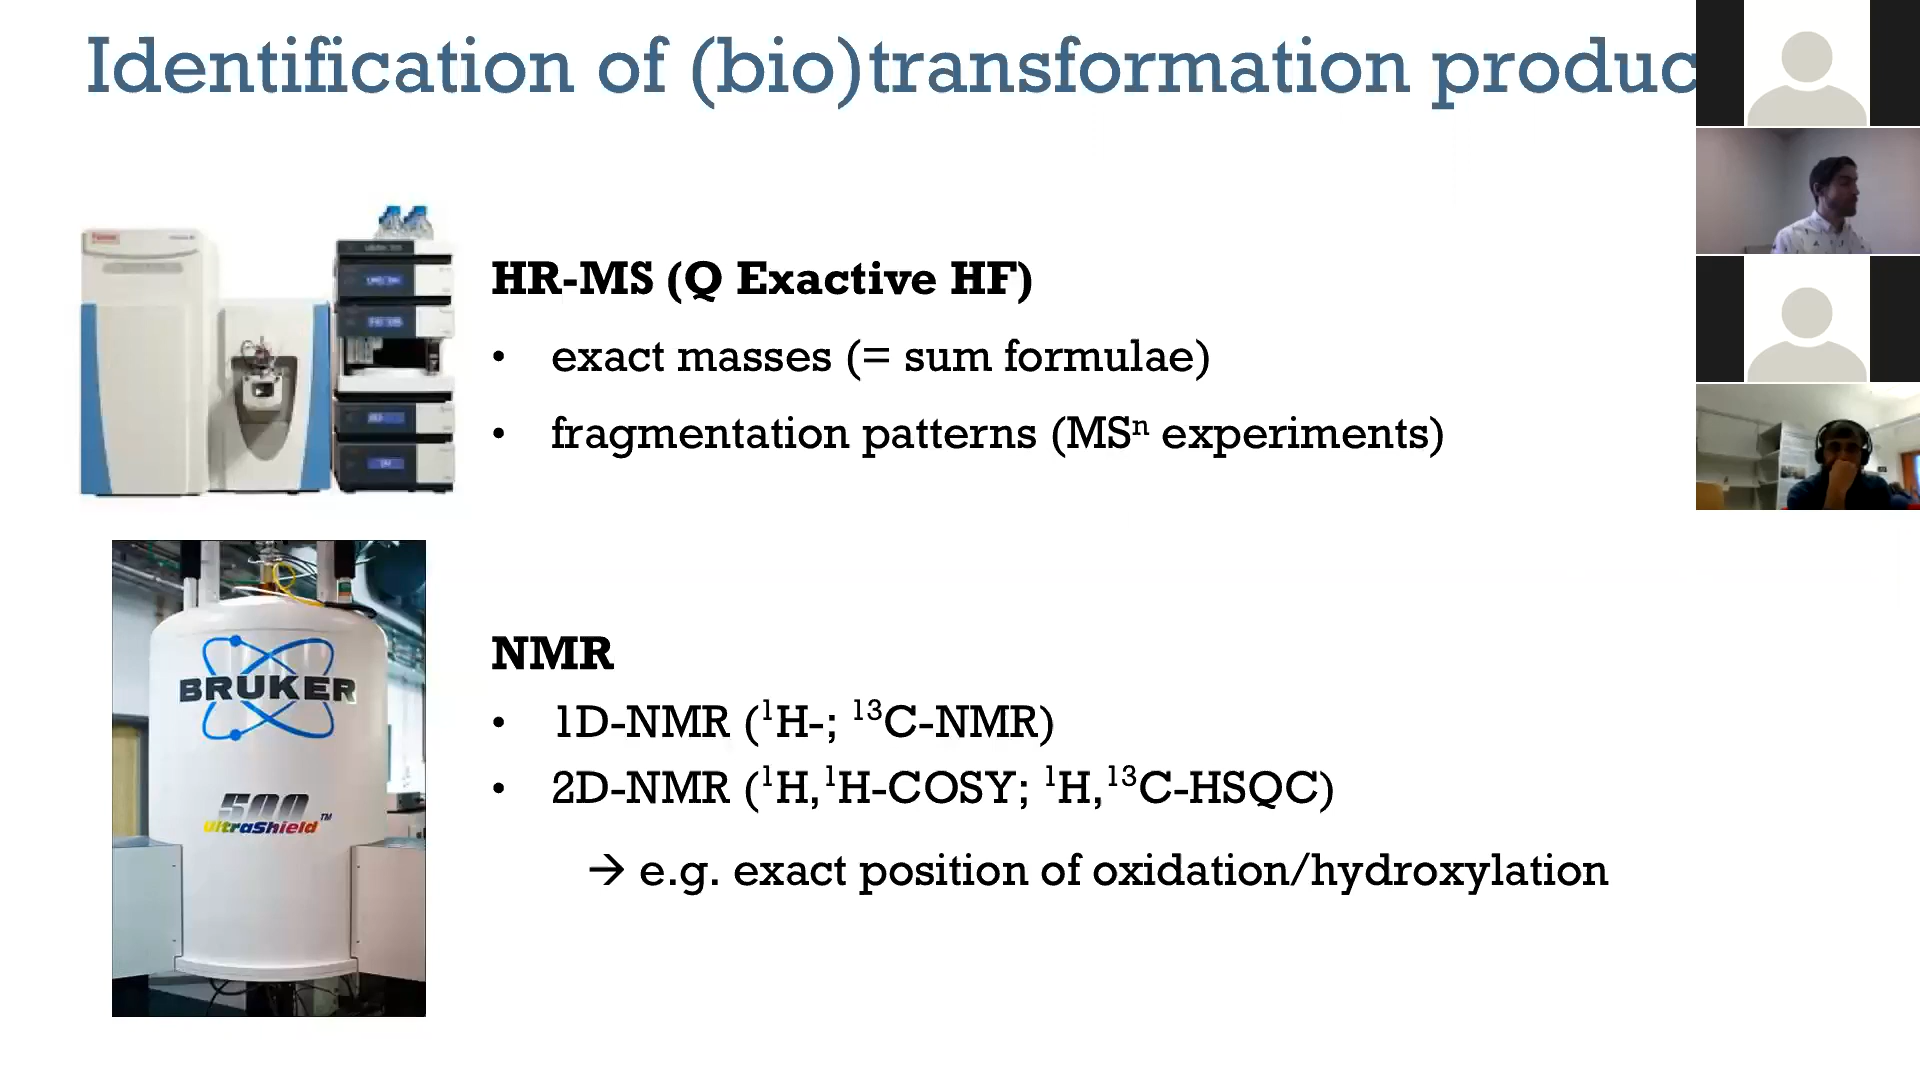 Identification of (bio)transformation produc
HR-MS (Q Exactive HF)
• exact masses (= sum formulae)
• fragmentation patterns (MSⁿ experiments)
BRUKER
500
UltraShield™
NMR
• 1D-NMR (¹H-; ¹³C-NMR)
• 2D-NMR (¹H,¹H-COSY; ¹H,¹³C-HSQC)
→ e.g. exact position of oxidation/hydroxylation